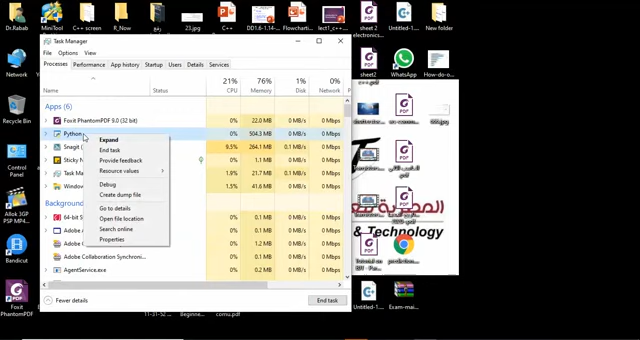 Dr.Rabab
MiniTool
C++ screen
R_Now
رفع
23.jpg
C++
DD1.6-1.14-...
Flowcharti...
lect1_c++...
sheet 2
electronics...
Untitled-1...
New folder
Task Manager
File Options View
Processes Performance App history Startup Users Details Services
21% 76% 1% 0%
Name Status CPU Memory Disk Network
Apps (6)
Foxit PhantomPDF 9.0 (32 bit) 0% 22.0 MB 0 MB/s 0 Mbps
Python 0% 504.3 MB 0 MB/s 0 Mbps
Snagit 9.5% 264.1 MB 0.1 MB/s 0 Mbps
Sticky N 0% 1.1 MB 0 MB/s 0 Mbps
Task Ma 1.9% 21.7 MB 0.1 MB/s 0 Mbps
Window 1.5% 41.6 MB 0 MB/s 0 Mbps
Background
64-bit S 0% 0.1 MB 0 MB/s 0 Mbps
Adobe 0% 0.1 MB 0 MB/s 0 Mbps
Adobe C 0% 1.2 MB 0 MB/s 0 Mbps
Adobe Collaboration Synchroni... 0% 0.1 MB 0 MB/s 0 Mbps
AgentService.exe 0% 0.2 MB 0 MB/s 0 Mbps
Expand
End task
Provide feedback
Resource values
Debug
Create dump file
Go to details
Open file location
Search online
Properties
Fewer details
End task
Network
Recycle Bin
Control
Panel
Allok 3GP
PSP MP4...
Bandicut
Foxit
PhantomPDF
sheet2
WhatsApp
How-do-o...
المصرية
& Technology
prediction...
Untitled-1...
Exam-mai...
11-31-52
Beginne...
comu.pdf